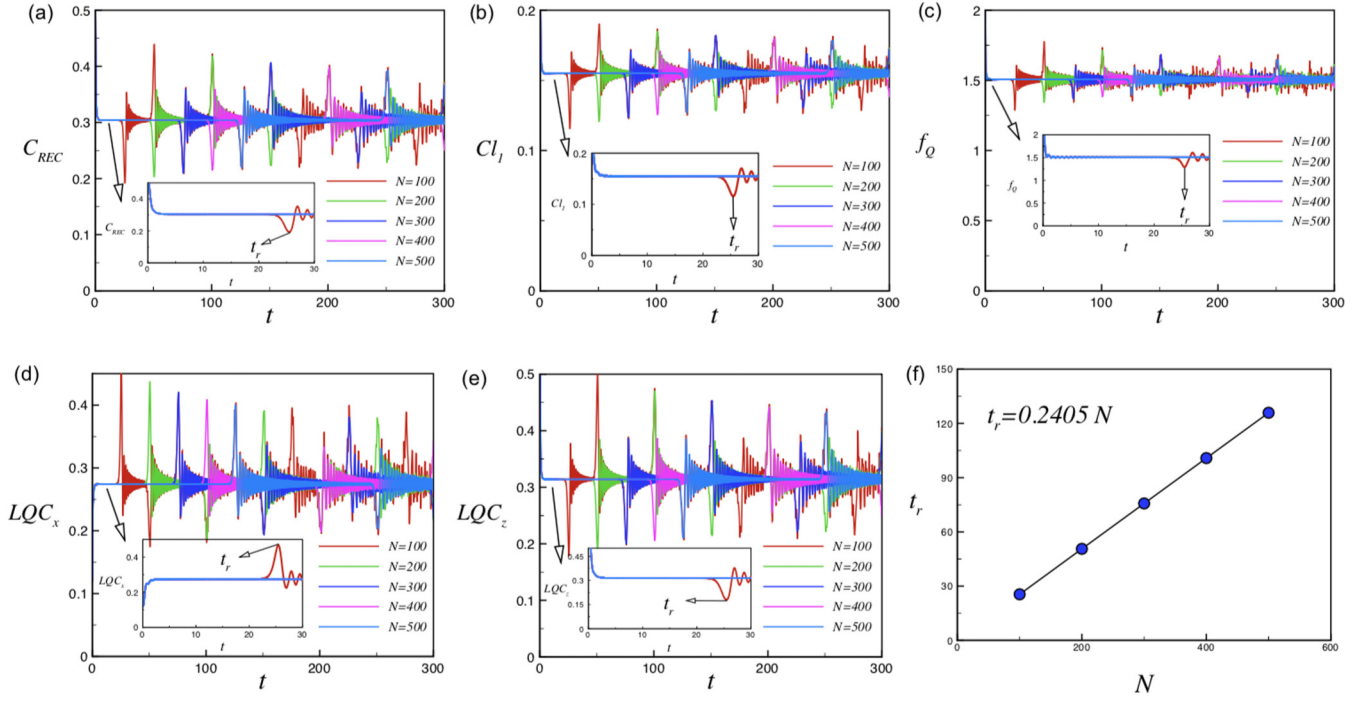 (a)
0.5
0.4
0.3
0.2
0.1
0
C_REC
N=100
N=200
N=300
N=400
N=500
0.4
0.2
0
C_REC
t_r
0 10 20 30
t
0 100 200 300
t
(b)
0.2
0.1
0
Cl_1
N=100
N=200
N=300
N=400
N=500
0.2
0.1
0
Cl_1
t_r
0 10 20 30
t
0 100 200 300
t
(c)
2
1.5
1
0.5
0
f_Q
N=100
N=200
N=300
N=400
N=500
2
1.5
1
0.5
0
f_Q
t_r
0 10 20 30
t
0 100 200 300
t
(d)
0.4
0.3
0.2
0.1
0
LQC_x
N=100
N=200
N=300
N=400
N=500
0.4
0.2
0
LQC_x
t_r
0 10 20 30
t
0 100 200 300
t
(e)
0.5
0.4
0.3
0.2
0.1
0
LQC_z
N=100
N=200
N=300
N=400
N=500
0.45
0.3
0.15
0
LQC_z
t_r
0 10 20 30
t
0 100 200 300
t
(f)
150
120
90
60
30
0
t_r
t_r=0.2405 N
0 200 400 600
N